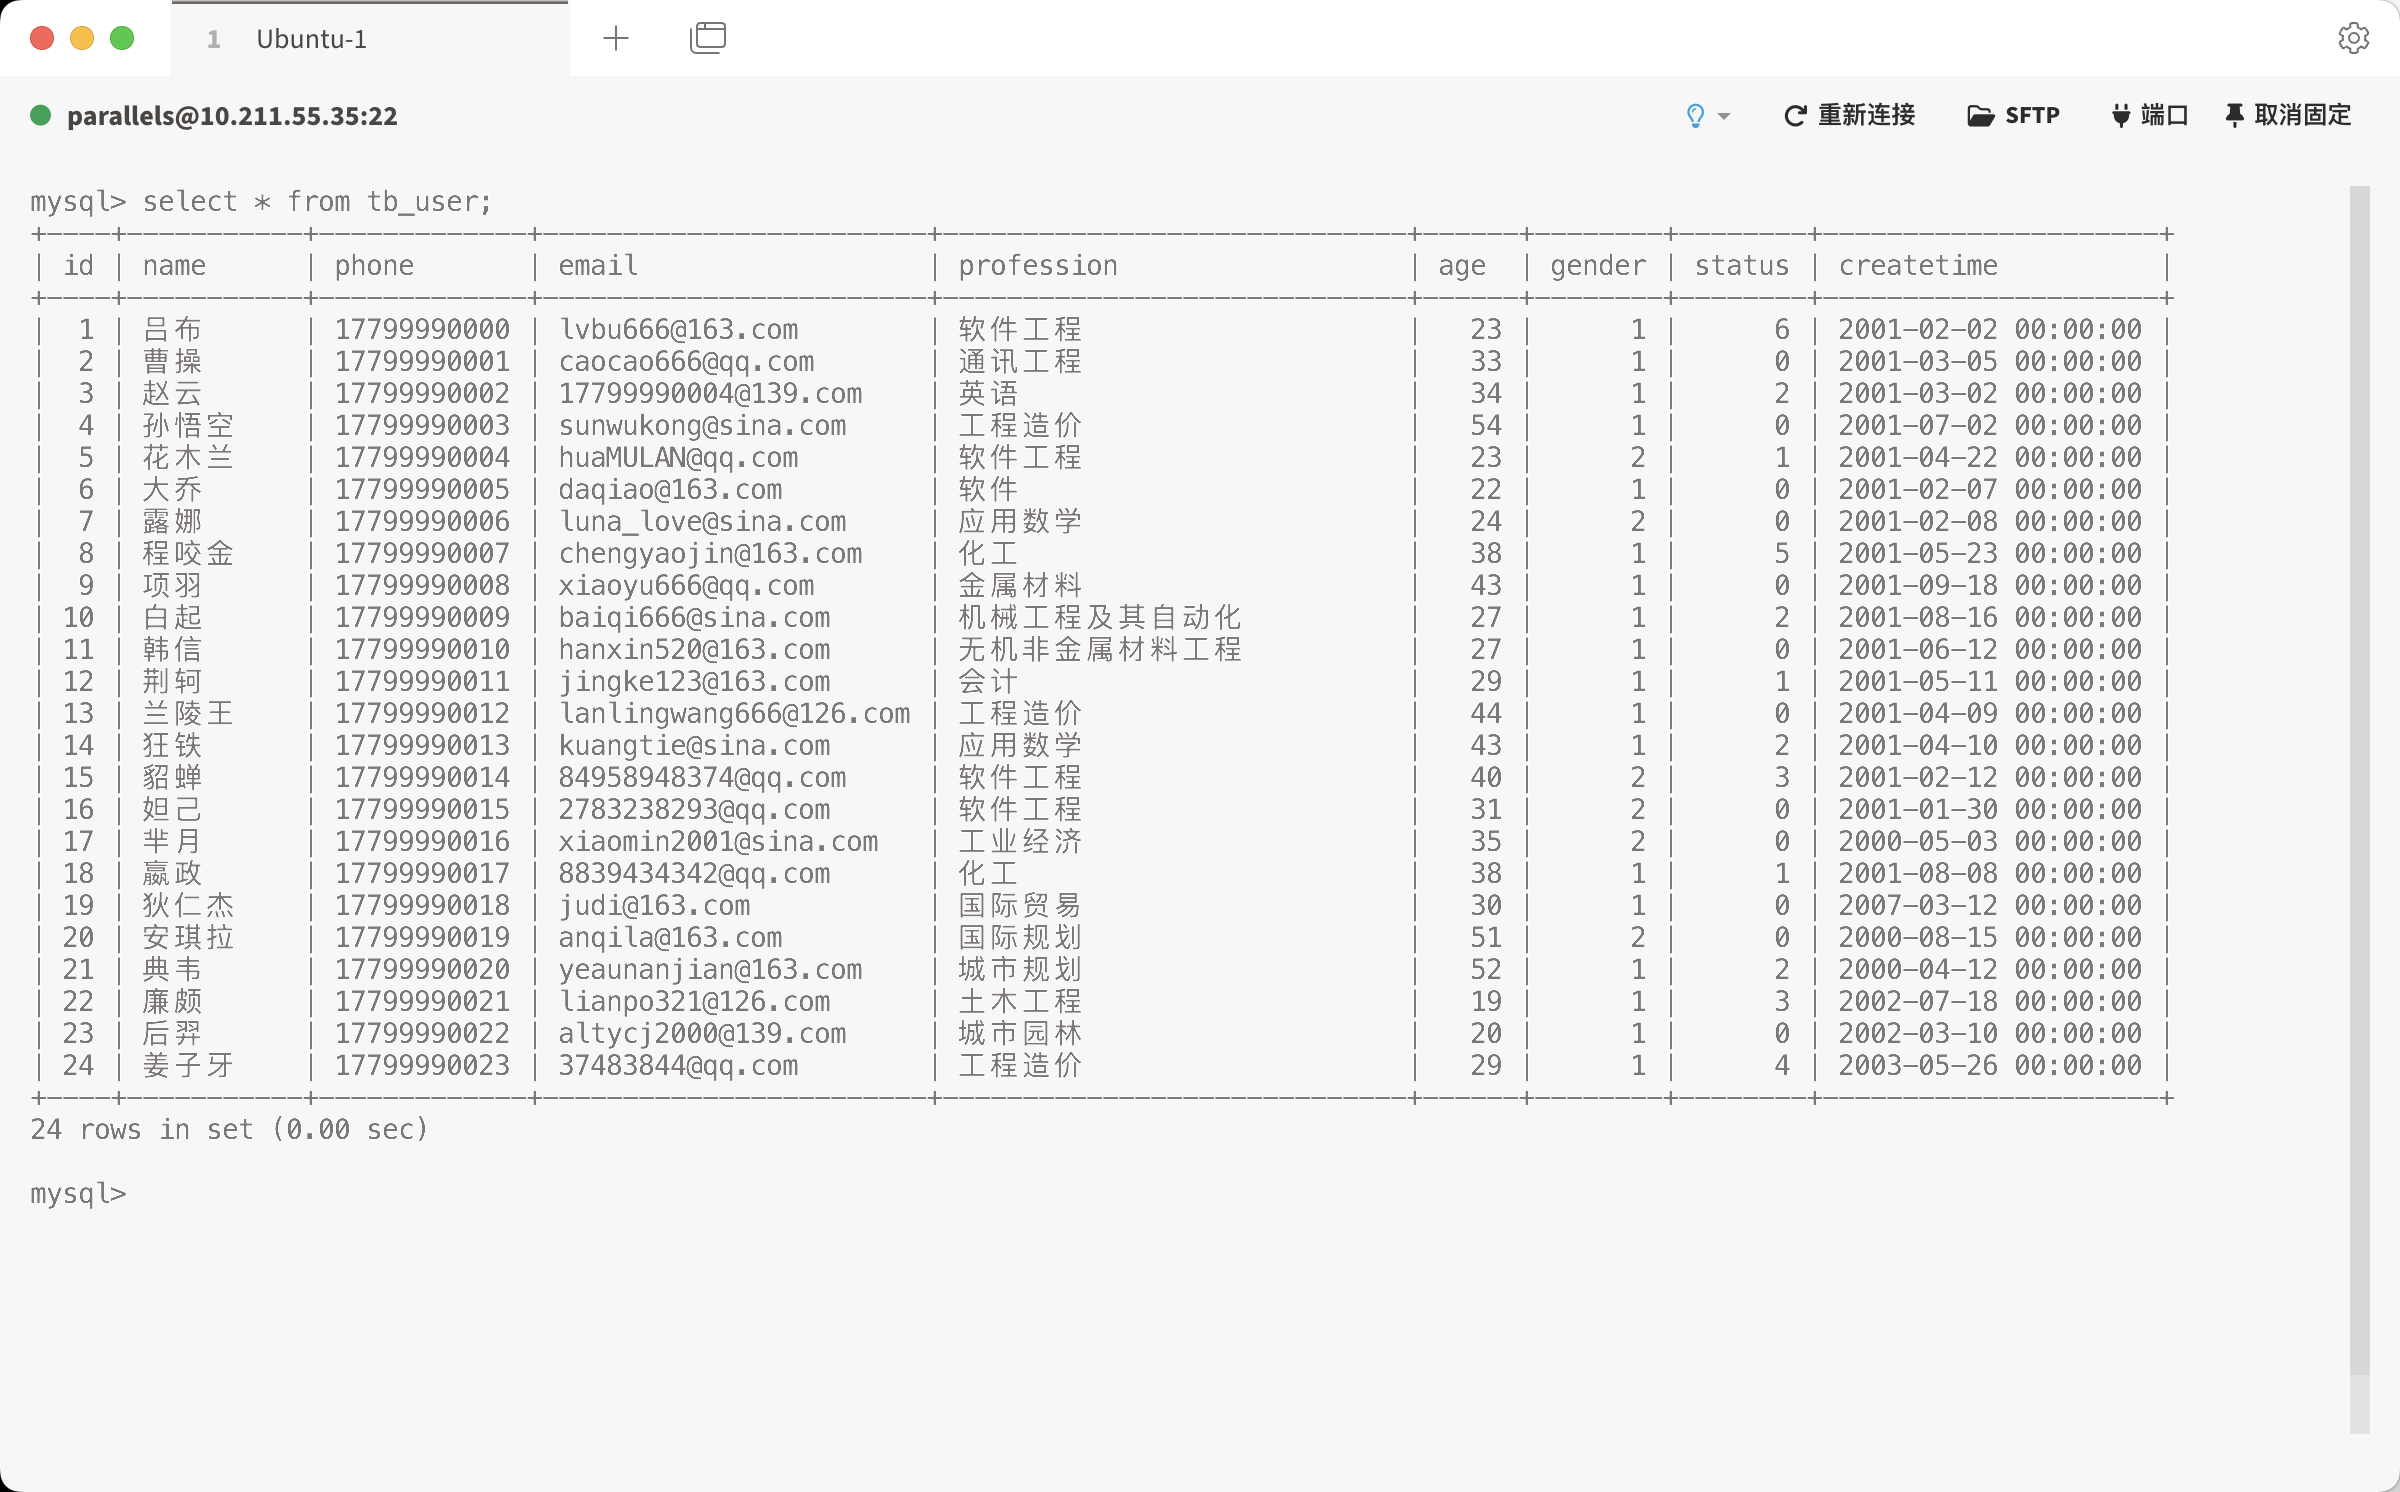 1 Ubuntu-1
parallels@10.211.55.35:22 重新连接 SFTP 端口 取消固定
mysql> select * from tb_user;
+----+-----------+-------------+------------------------+-----------------------------+------+--------+--------+---------------------+
| id | name | phone | email | profession | age | gender | status | createtime |
+----+-----------+-------------+------------------------+-----------------------------+------+--------+--------+---------------------+
| 1 | 吕布 | 17799990000 | lvbu666@163.com | 软件工程 | 23 | 1 | 6 | 2001-02-02 00:00:00 |
| 2 | 曹操 | 17799990001 | caocao666@qq.com | 通讯工程 | 33 | 1 | 0 | 2001-03-05 00:00:00 |
| 3 | 赵云 | 17799990002 | 17799990004@139.com | 英语 | 34 | 1 | 2 | 2001-03-02 00:00:00 |
| 4 | 孙悟空 | 17799990003 | sunwukong@sina.com | 工程造价 | 54 | 1 | 0 | 2001-07-02 00:00:00 |
| 5 | 花木兰 | 17799990004 | huaMULAN@qq.com | 软件工程 | 23 | 2 | 1 | 2001-04-22 00:00:00 |
| 6 | 大乔 | 17799990005 | daqiao@163.com | 软件 | 22 | 1 | 0 | 2001-02-07 00:00:00 |
| 7 | 露娜 | 17799990006 | luna_love@sina.com | 应用数学 | 24 | 2 | 0 | 2001-02-08 00:00:00 |
| 8 | 程咬金 | 17799990007 | chengyaojin@163.com | 化工 | 38 | 1 | 5 | 2001-05-23 00:00:00 |
| 9 | 项羽 | 17799990008 | xiaoyu666@qq.com | 金属材料 | 43 | 1 | 0 | 2001-09-18 00:00:00 |
| 10 | 白起 | 17799990009 | baiqi666@sina.com | 机械工程及其自动化 | 27 | 1 | 2 | 2001-08-16 00:00:00 |
| 11 | 韩信 | 17799990010 | hanxin520@163.com | 无机非金属材料工程 | 27 | 1 | 0 | 2001-06-12 00:00:00 |
| 12 | 荆轲 | 17799990011 | jingke123@163.com | 会计 | 29 | 1 | 1 | 2001-05-11 00:00:00 |
| 13 | 兰陵王 | 17799990012 | lanlingwang666@126.com | 工程造价 | 44 | 1 | 0 | 2001-04-09 00:00:00 |
| 14 | 狂铁 | 17799990013 | kuangtie@sina.com | 应用数学 | 43 | 1 | 2 | 2001-04-10 00:00:00 |
| 15 | 貂蝉 | 17799990014 | 84958948374@qq.com | 软件工程 | 40 | 2 | 3 | 2001-02-12 00:00:00 |
| 16 | 妲己 | 17799990015 | 2783238293@qq.com | 软件工程 | 31 | 2 | 0 | 2001-01-30 00:00:00 |
| 17 | 芈月 | 17799990016 | xiaomin2001@sina.com | 工业经济 | 35 | 2 | 0 | 2000-05-03 00:00:00 |
| 18 | 嬴政 | 17799990017 | 8839434342@qq.com | 化工 | 38 | 1 | 1 | 2001-08-08 00:00:00 |
| 19 | 狄仁杰 | 17799990018 | judi@163.com | 国际贸易 | 30 | 1 | 0 | 2007-03-12 00:00:00 |
| 20 | 安琪拉 | 17799990019 | anqila@163.com | 国际规划 | 51 | 2 | 0 | 2000-08-15 00:00:00 |
| 21 | 典韦 | 17799990020 | yeaunanjian@163.com | 城市规划 | 52 | 1 | 2 | 2000-04-12 00:00:00 |
| 22 | 廉颇 | 17799990021 | lianpo321@126.com | 土木工程 | 19 | 1 | 3 | 2002-07-18 00:00:00 |
| 23 | 后羿 | 17799990022 | altycj2000@139.com | 城市园林 | 20 | 1 | 0 | 2002-03-10 00:00:00 |
| 24 | 姜子牙 | 17799990023 | 37483844@qq.com | 工程造价 | 29 | 1 | 4 | 2003-05-26 00:00:00 |
+----+-----------+-------------+------------------------+-----------------------------+------+--------+--------+---------------------+
24 rows in set (0.00 sec)
mysql>